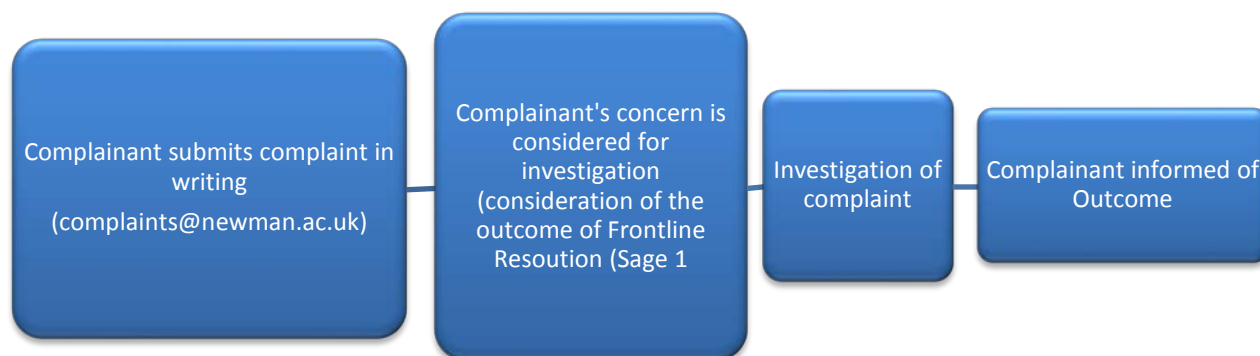 Complainant submits complaint in
writing
(complaints@newman.ac.uk)
Complainant's concern is
considered for
investigation
(consideration of the
outcome of Frontline
Resoution (Sage 1
Investigation of
complaint
Complainant informed of
Outcome